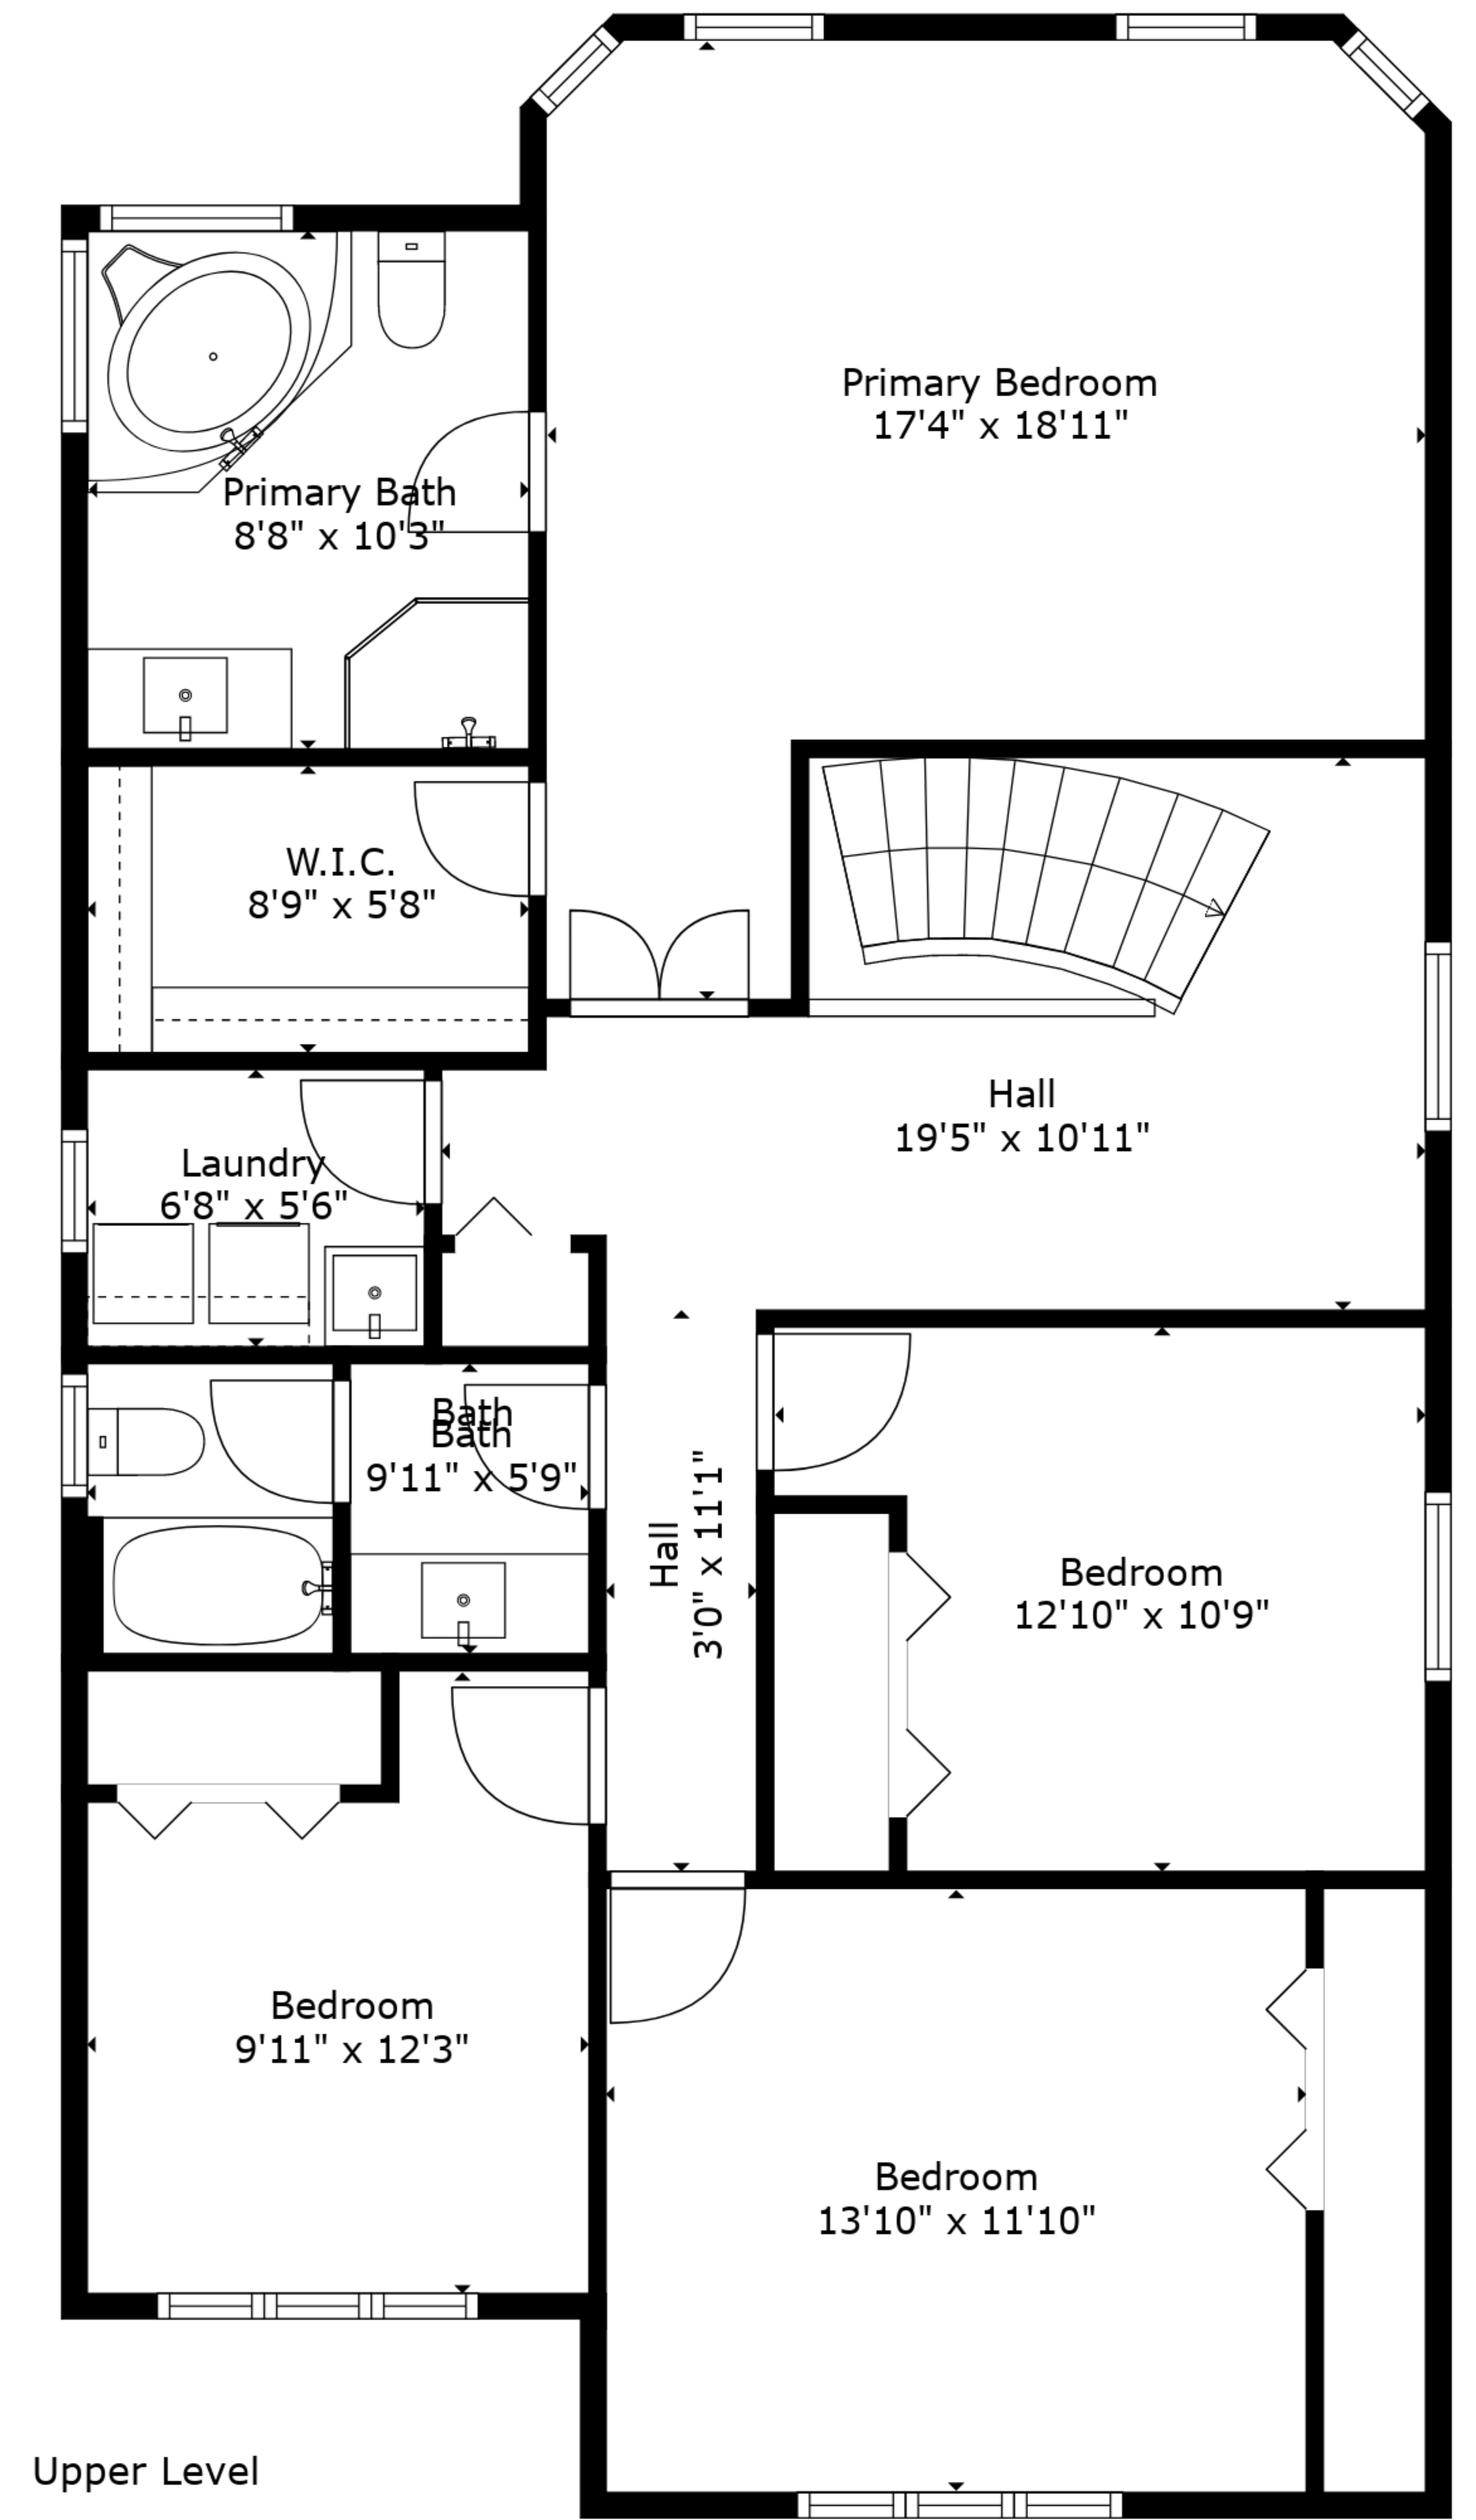 Primary Bedroom
17'4" x 18'11"
Primary Bath
8'8" x 10'3"
W.I.C.
8'9" x 5'8"
Hall
19'5" x 10'11"
Laundry
6'8" x 5'6"
Bath
Bath
9'11" x 5'9"
Hall
3'0" x 11'1"
Bedroom
12'10" x 10'9"
Bedroom
9'11" x 12'3"
Bedroom
13'10" x 11'10"
Upper Level